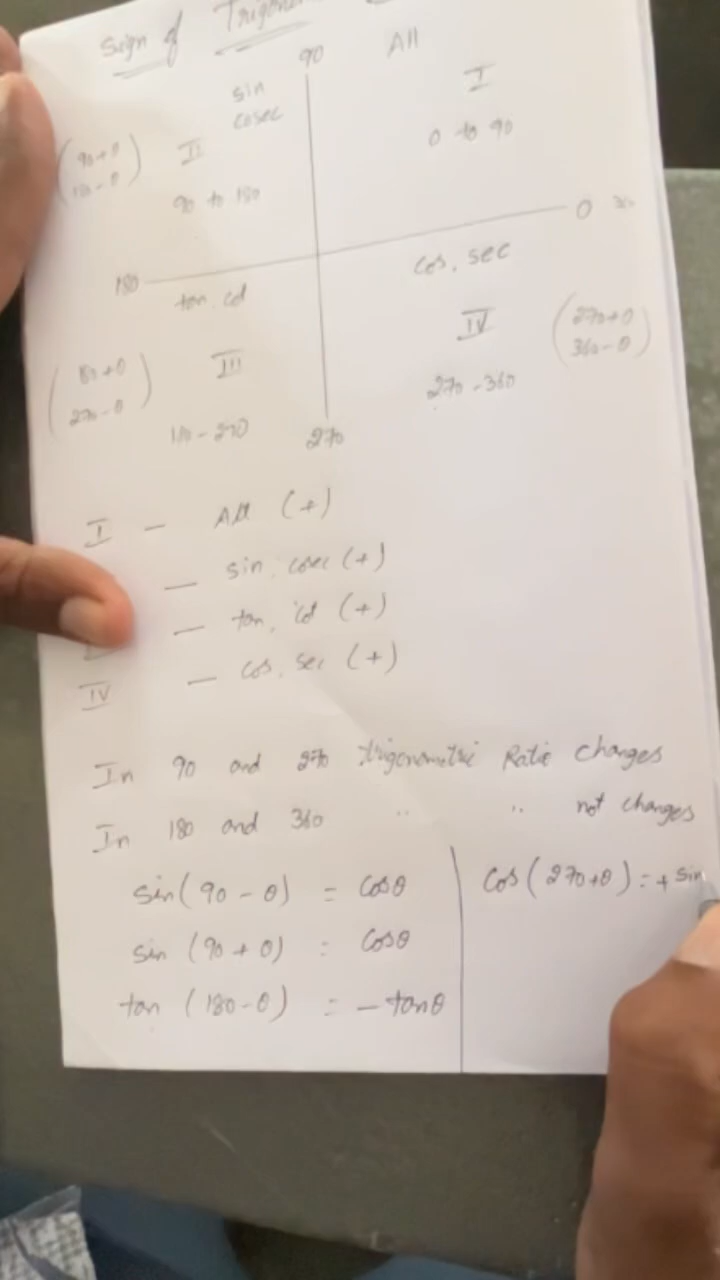 Sign of Trigono
90
All
sin
cosec
I
(90+θ
180-θ)
II
0 to 90
90 to 180
0
180
cos, sec
tan, cot
IV
(270+θ
360-θ)
(180+θ
270-θ)
III
270 - 360
180 - 270
270
I - All (+)
- sin, cosec (+)
- tan, cot (+)
IV - cos, sec (+)
In 90 and 270 trigonometric Ratio changes
In 180 and 360 " " not changes
sin(90 - θ) = cosθ
cos(270+θ) = + sin
sin (90 + θ) = cosθ
tan (180 - θ) = - tanθ